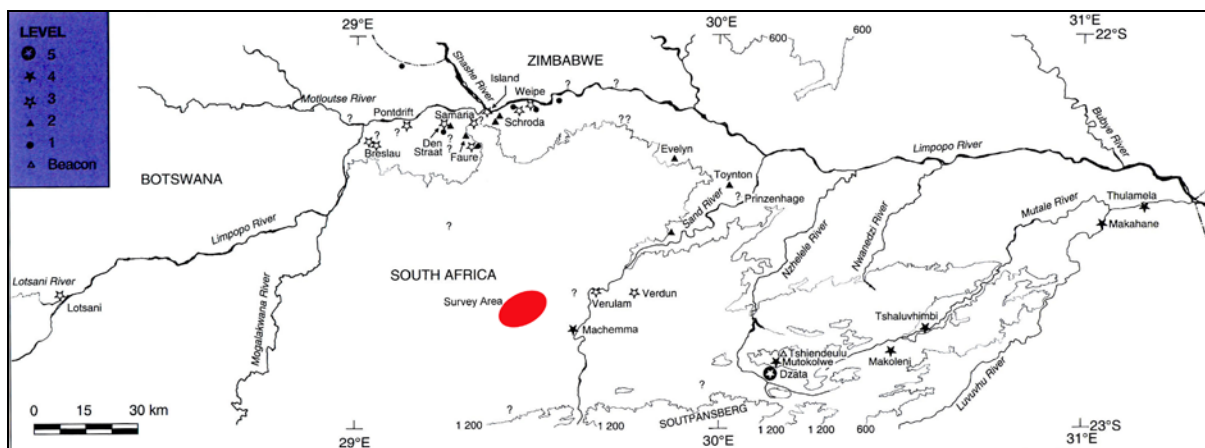 29°E
30°E
31°E
22°S
LEVEL
5
4
3
2
1
Beacon
600
600
ZIMBABWE
Shashe River
Island
Weipe
?
?
Motloutse River
Pontdrift
Samaria
Schroda
?
?
?
??
Den
Straat
?
Faure
?
Breslau
Evelyn
Limpopo River
Bubye River
BOTSWANA
Toynton
?
Prinzenhage
Thulamela
Mutale River
Makahane
Sand River
Limpopo River
?
Nzhelele River
Nwanedzi River
Lotsani River
Lotsani
SOUTH AFRICA
Survey Area
?
Verulam
Verdun
Mogalakwana River
Machemma
Tshaluvhimbi
Tshiendeulu
Mutokolwe
Makoleni
Dzata
Luvuvhu River
?
0 15 30 km
?
SOUTPANSBERG
1 200
1 200
1 200
1 200
600
29°E
30°E
31°E
23°S